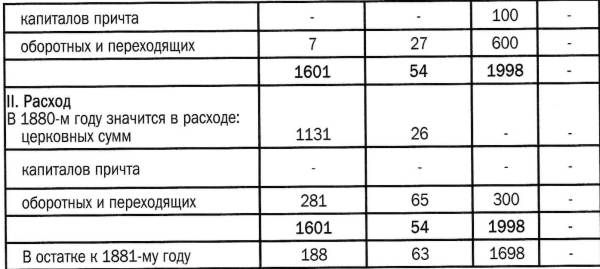 капиталов причта - - 100 -
оборотных и переходящих 7 27 600 -
1601 54 1998 -
II. Расход
В 1880-м году значится в расходе:
церковных сумм 1131 26 - -
капиталов причта - - - -
оборотных и переходящих 281 65 300 -
1601 54 1998 -
В остатке к 1881-му году 188 63 1698 -